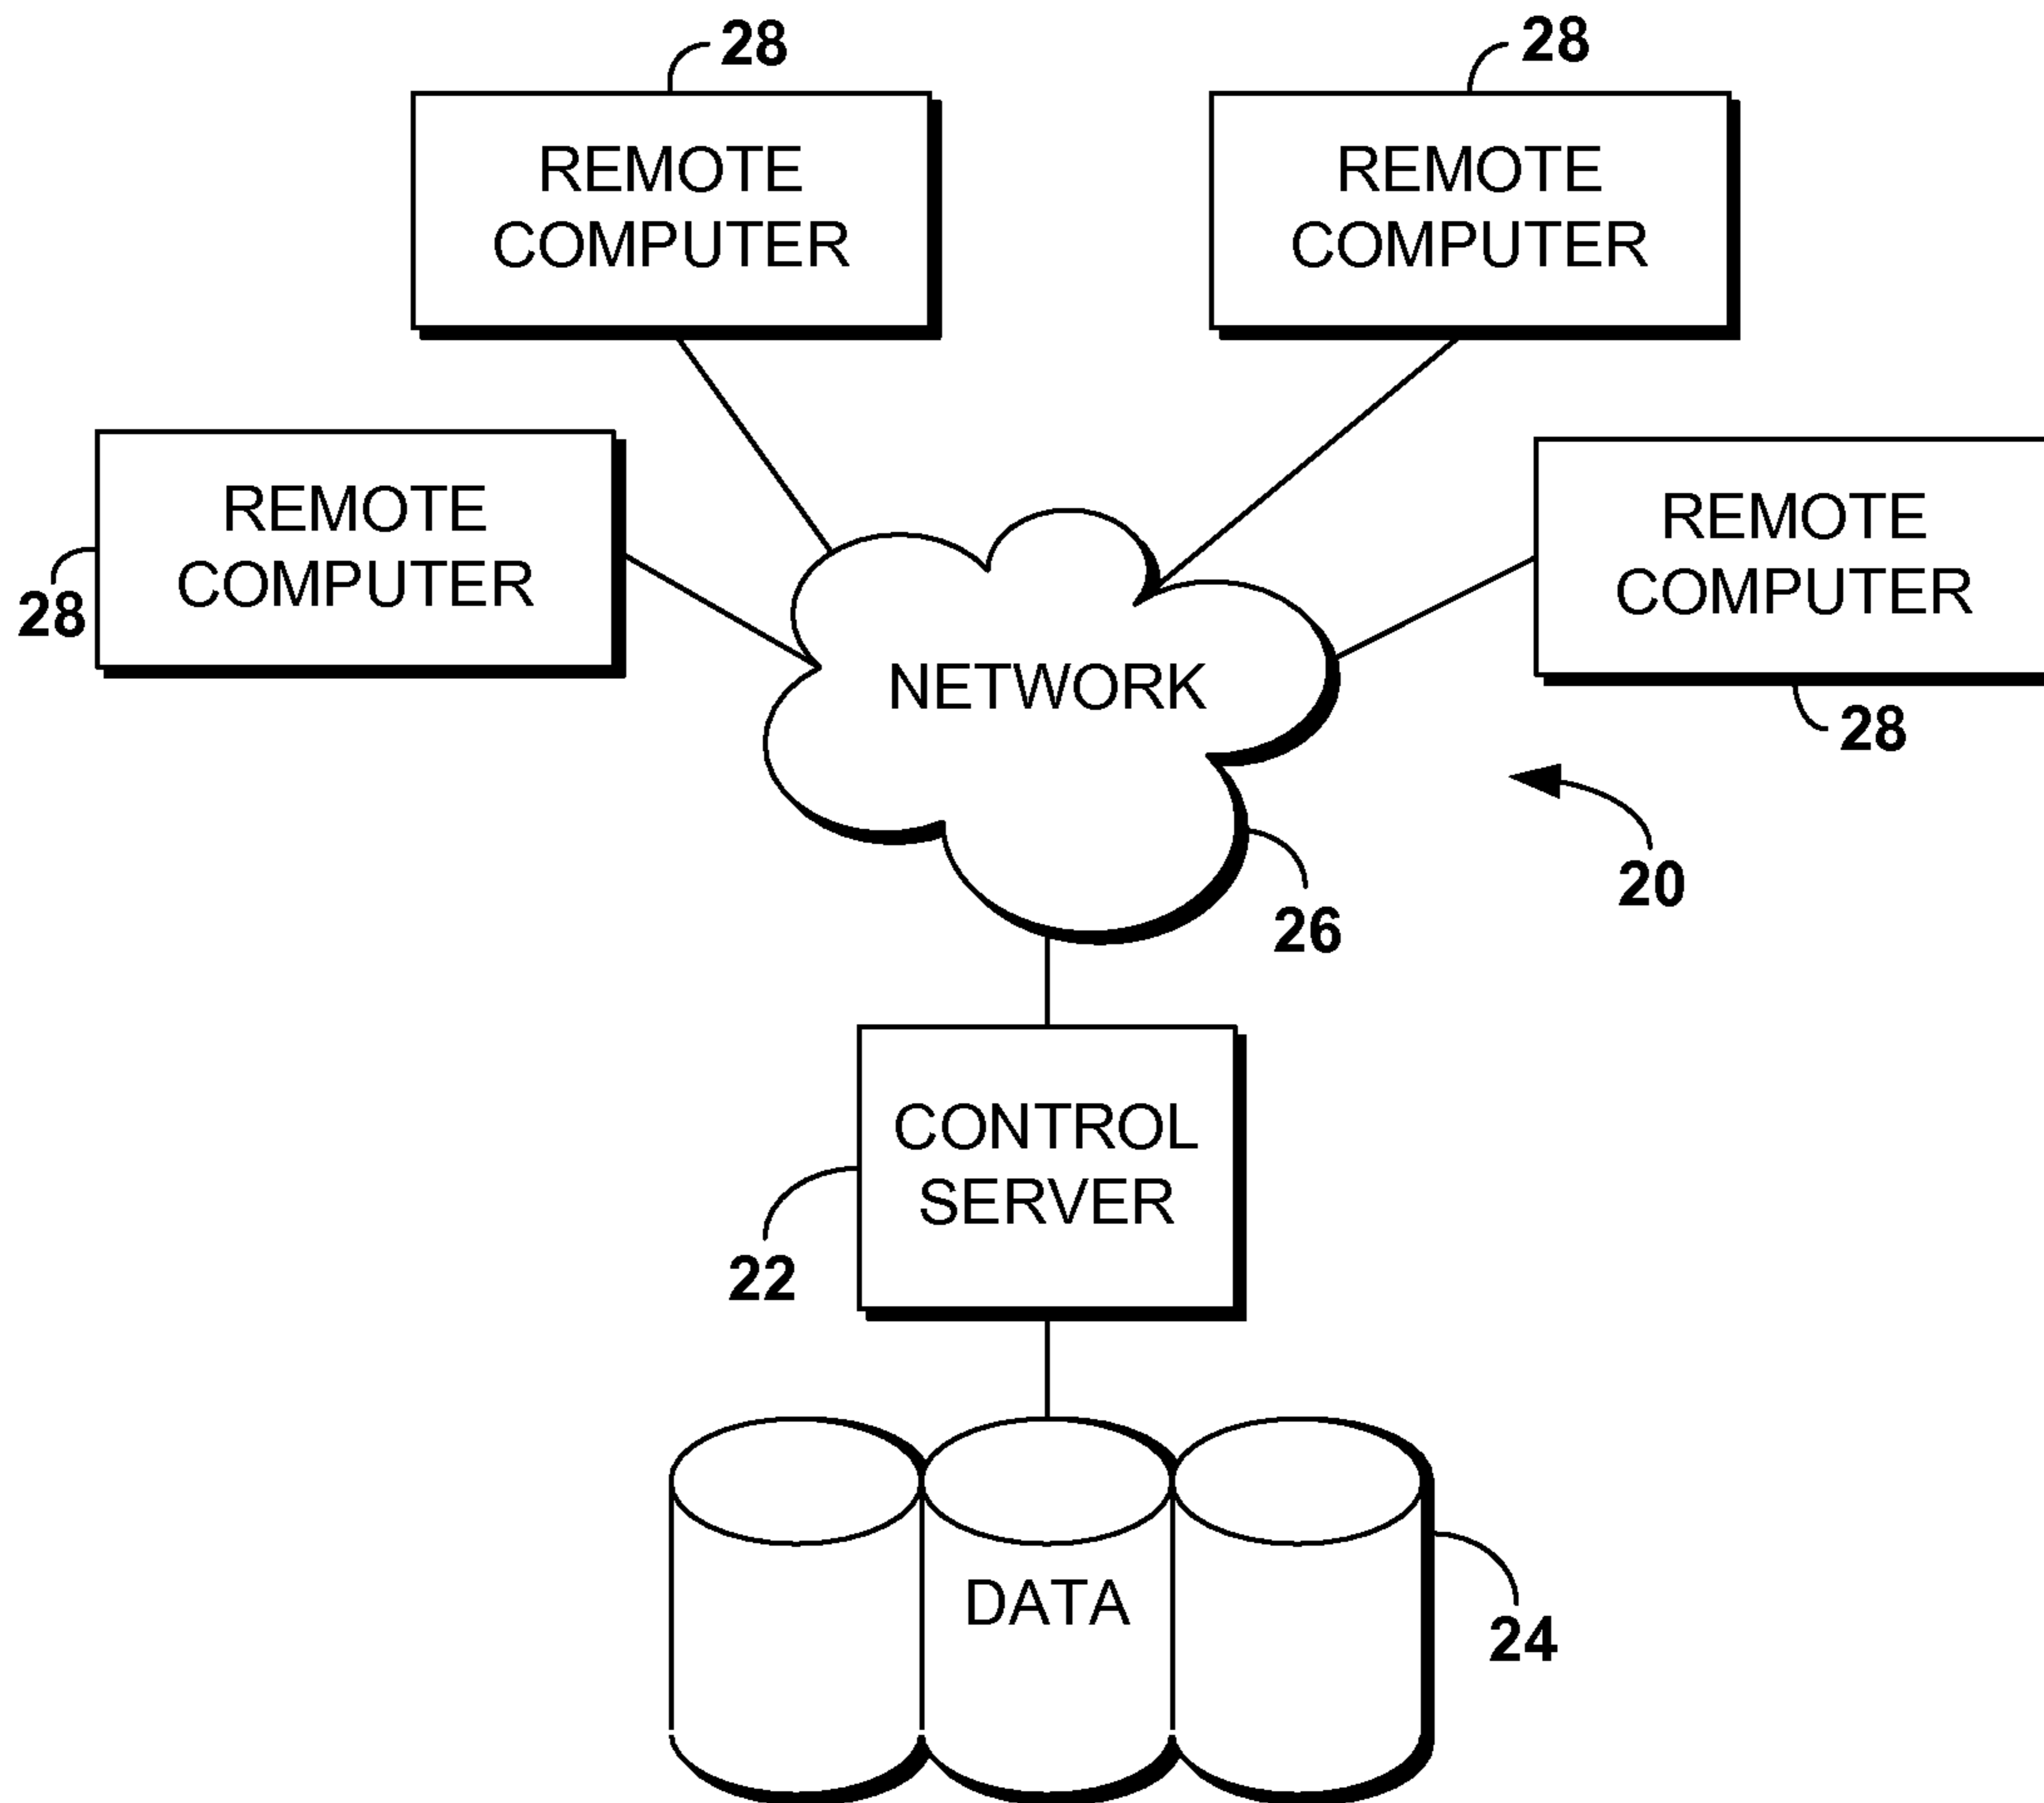 28
28
REMOTE
COMPUTER
REMOTE
COMPUTER
REMOTE
COMPUTER
28
REMOTE
COMPUTER
28
NETWORK
20
26
CONTROL
SERVER
22
DATA
24